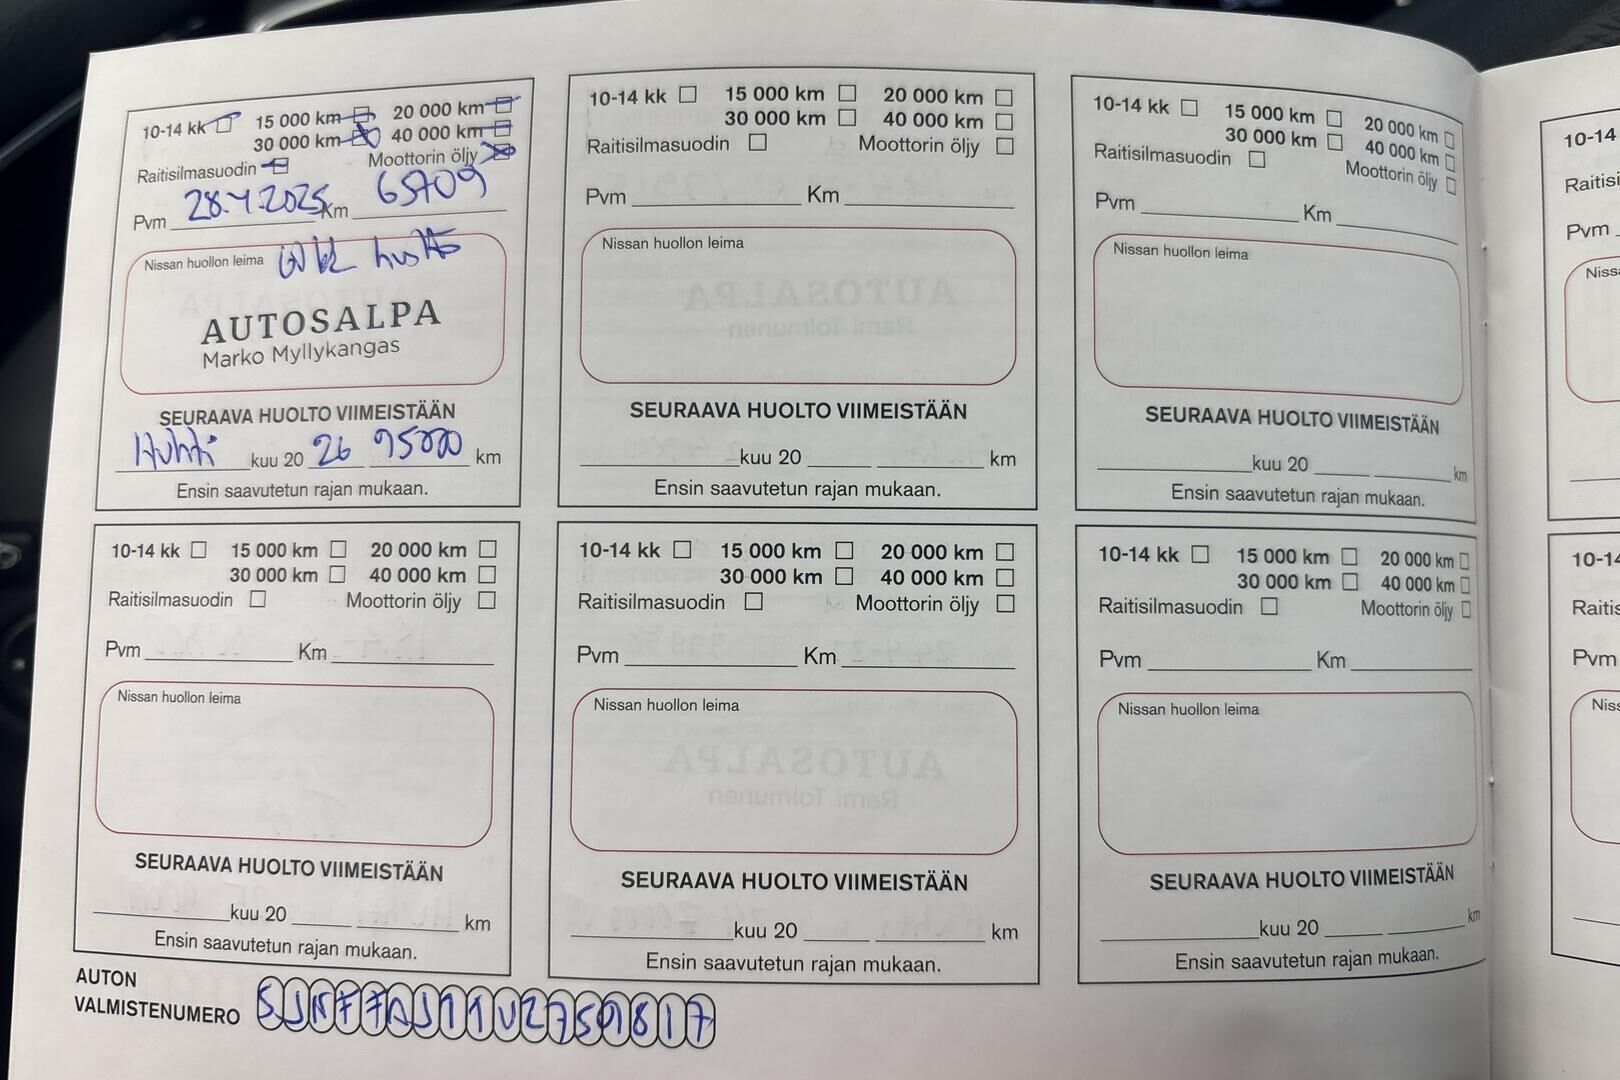 10-14 kk 15 000 km 20 000 km
30 000 km 40 000 km
Raitisilmasuodin Moottorin öljy
Pvm 28.4.2025 Km 65709
Nissan huollon leima
AUTOSALPA
Marko Myllykangas
SEURAAVA HUOLTO VIIMEISTÄÄN
Huhti kuu 20 26 95000 km
Ensin saavutetun rajan mukaan.
10-14 kk 15 000 km 20 000 km
30 000 km 40 000 km
Raitisilmasuodin Moottorin öljy
Pvm Km
Nissan huollon leima
SEURAAVA HUOLTO VIIMEISTÄÄN
kuu 20 km
Ensin saavutetun rajan mukaan.
10-14 kk 15 000 km 20 000 km
30 000 km 40 000 km
Raitisilmasuodin Moottorin öljy
Pvm Km
Nissan huollon leima
SEURAAVA HUOLTO VIIMEISTÄÄN
kuu 20 km
Ensin saavutetun rajan mukaan.
10-14
Pvm
10-14 kk 15 000 km 20 000 km
30 000 km 40 000 km
Raitisilmasuodin Moottorin öljy
Pvm Km
Nissan huollon leima
SEURAAVA HUOLTO VIIMEISTÄÄN
kuu 20 km
Ensin saavutetun rajan mukaan.
10-14 kk 15 000 km 20 000 km
30 000 km 40 000 km
Raitisilmasuodin Moottorin öljy
Pvm Km
Nissan huollon leima
SEURAAVA HUOLTO VIIMEISTÄÄN
kuu 20 km
Ensin saavutetun rajan mukaan.
10-14 kk 15 000 km 20 000 km
30 000 km 40 000 km
Raitisilmasuodin Moottorin öljy
Pvm Km
Nissan huollon leima
SEURAAVA HUOLTO VIIMEISTÄÄN
kuu 20 km
Ensin saavutetun rajan mukaan.
Pvm
AUTON
VALMISTENUMERO